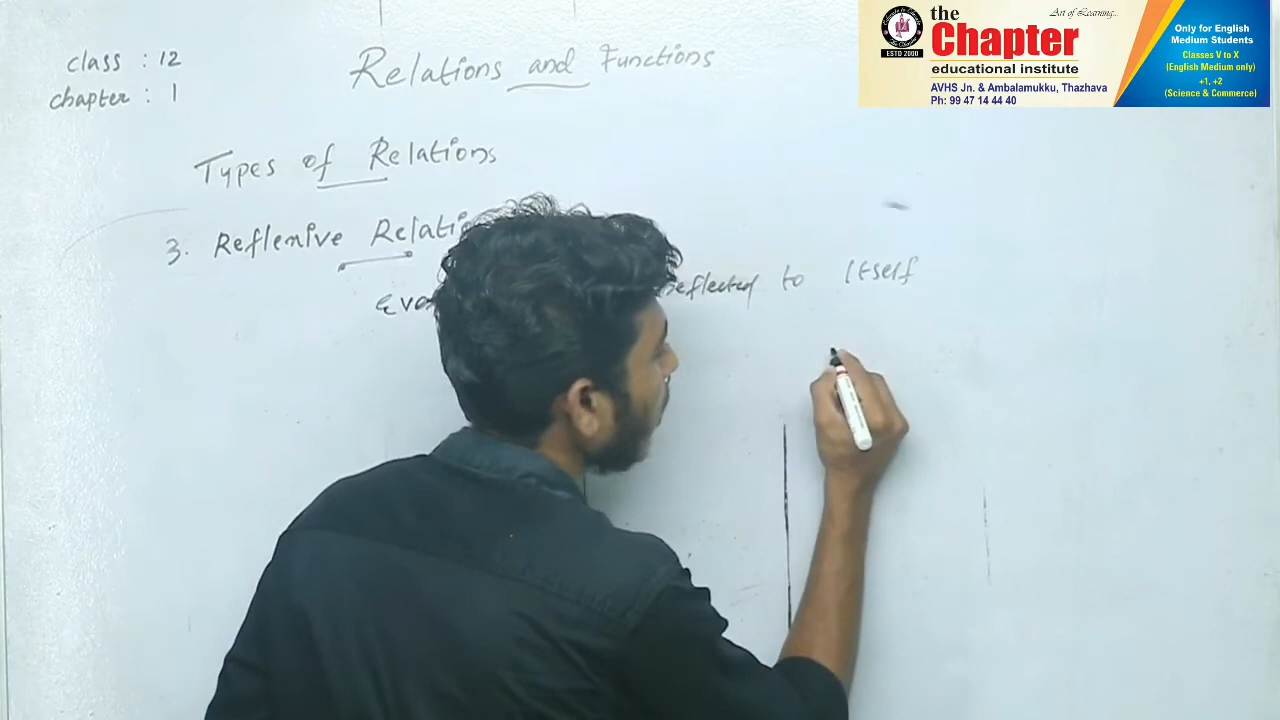 class : 12
chapter : 1
Relations and Functions
Types of Relations
3. Reflexive Relati
Eve reflected to Itself
the
Chapter
educational institute
Art of Learning...
ESTD 2000
AVHS Jn. & Ambalamukku, Thazhava
Ph: 99 47 14 44 40
Only for English
Medium Students
Classes V to X
(English Medium only)
+1, +2
(Science & Commerce)